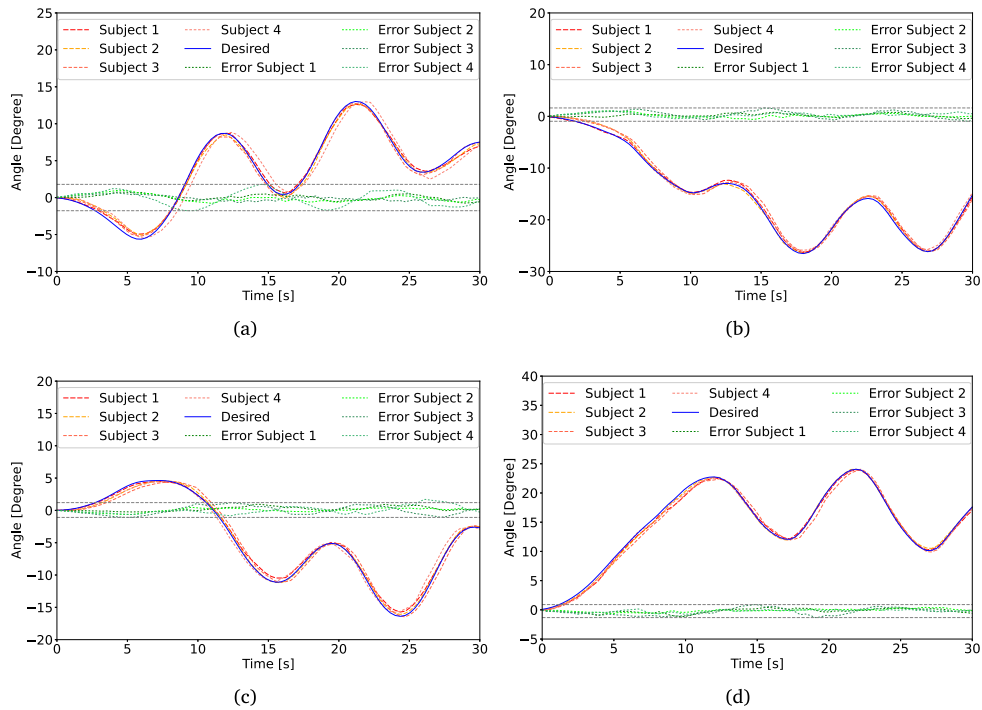 25
20
15
10
5
0
−5
−10
Angle [Degree]
Subject 1
Subject 2
Subject 3
Subject 4
Desired
Error Subject 1
Error Subject 2
Error Subject 3
Error Subject 4
0 5 10 15 20 25 30
Time [s]
(a)
20
10
0
−10
−20
−30
Angle [Degree]
Subject 1
Subject 2
Subject 3
Subject 4
Desired
Error Subject 1
Error Subject 2
Error Subject 3
Error Subject 4
0 5 10 15 20 25 30
Time [s]
(b)
20
15
10
5
0
−5
−10
−15
−20
Angle [Degree]
Subject 1
Subject 2
Subject 3
Subject 4
Desired
Error Subject 1
Error Subject 2
Error Subject 3
Error Subject 4
0 5 10 15 20 25 30
Time [s]
(c)
40
35
30
25
20
15
10
5
0
−5
Angle [Degree]
Subject 1
Subject 2
Subject 3
Subject 4
Desired
Error Subject 1
Error Subject 2
Error Subject 3
Error Subject 4
0 5 10 15 20 25 30
Time [s]
(d)